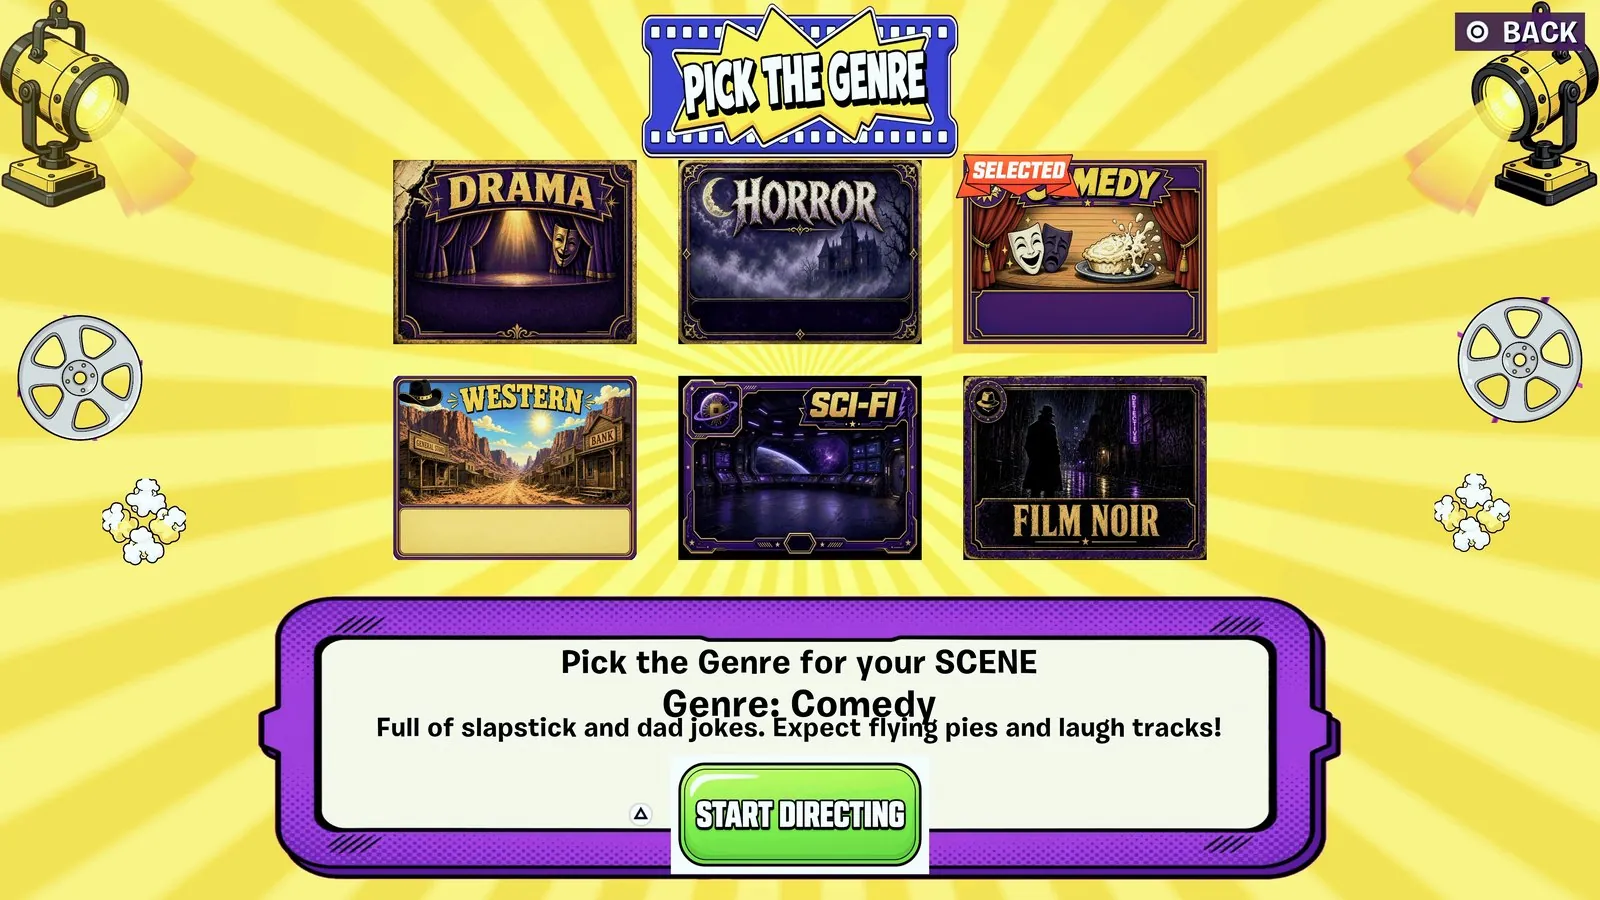 BACK
PICK THE GENRE
DRAMA
HORROR
SELECTED
MEDY
WESTERN
GENERAL
BANK
SCI-FI
DETECTIVE
FILM NOIR
Pick the Genre for your SCENE
Genre: Comedy
Full of slapstick and dad jokes. Expect flying pies and laugh tracks!
START DIRECTING